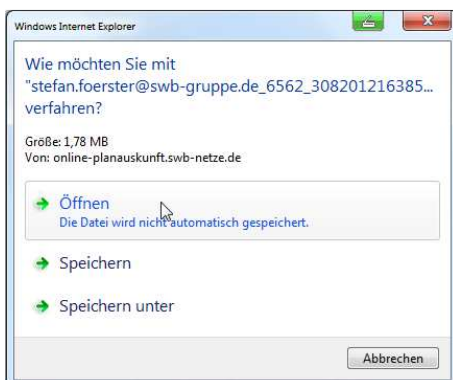 Windows Internet Explorer
Wie möchten Sie mit
"stefan.foerster@swb-gruppe.de_6562_308201216385...
verfahren?
Größe: 1,78 MB
Von: online-planauskunft.swb-netze.de
Öffnen
Die Datei wird nicht automatisch gespeichert.
Speichern
Speichern unter
Abbrechen